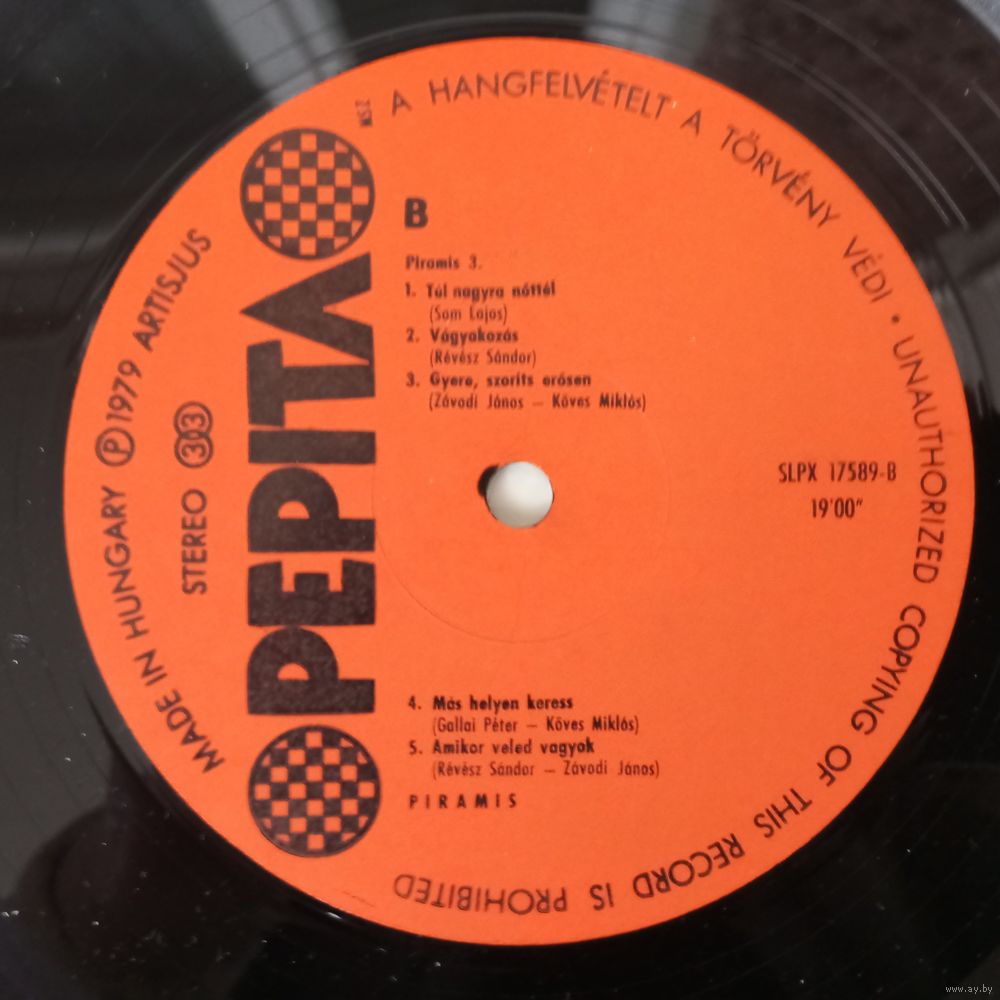 A HANGFELVÉTELT A TÖRVÉNY VÉDI • UNAUTHORIZED COPYING OF THIS RECORD IS PROHIBITED
MADE IN HUNGARY Ⓟ 1979 ARTISJUS
STEREO 33
PEPITA
B
Piramis 3.
1. Túl nagyra nőttél
(Som Lajos)
2. Vágyakozás
(Révész Sándor)
3. Gyere, szoríts erősen
(Závodi János – Köves Miklós)
SLPX 17589-B
19'00"
4. Más helyen keress
(Gallai Péter – Köves Miklós)
5. Amikor veled vagyok
(Révész Sándor – Závodi János)
PIRAMIS
www.ay.by